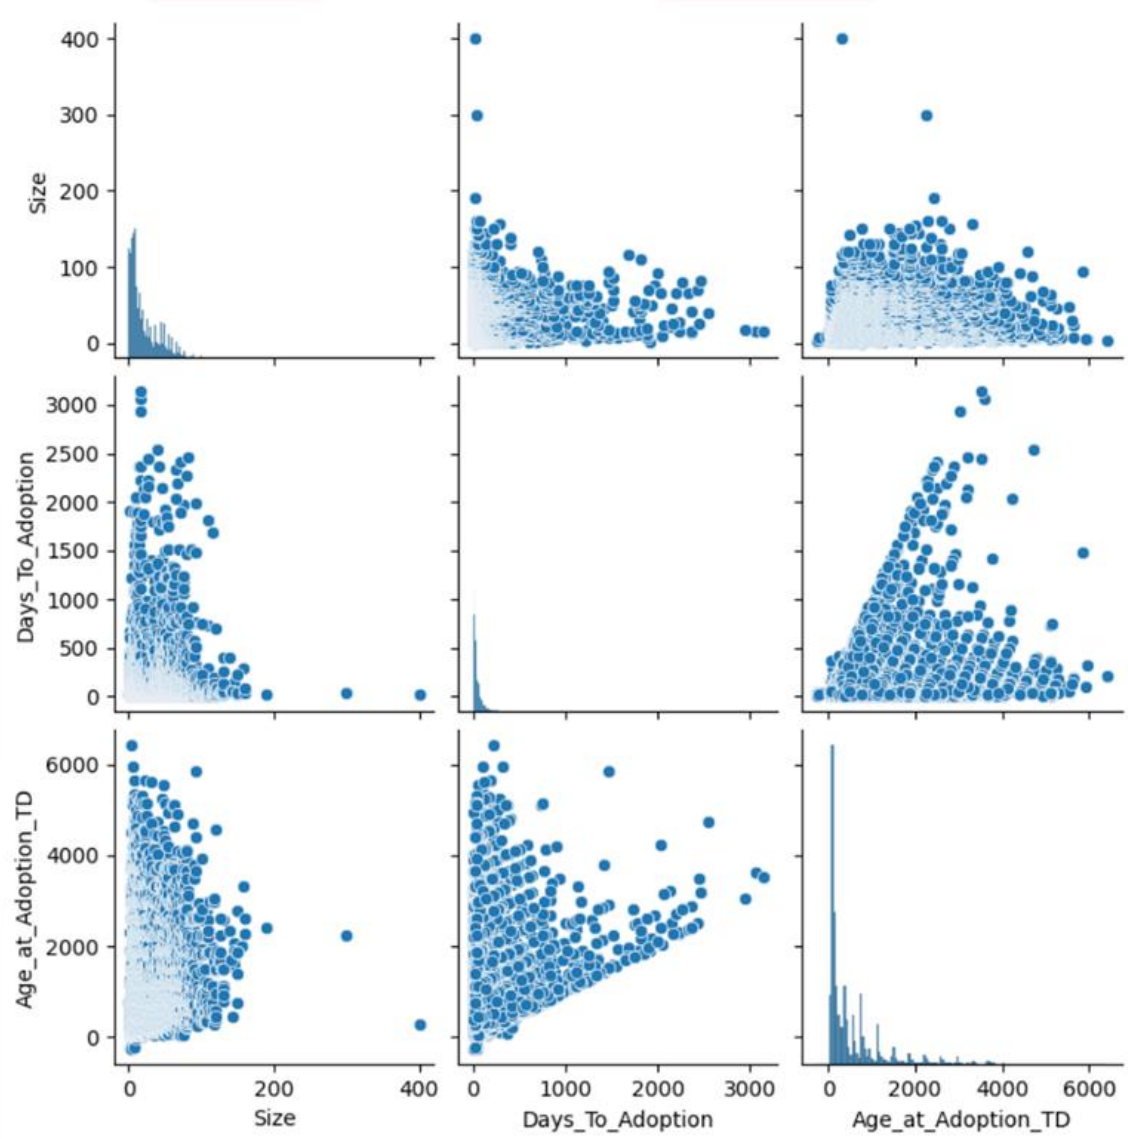 400
300
200
100
0
Size
3000
2500
2000
1500
1000
500
0
Days_To_Adoption
6000
4000
2000
0
Age_at_Adoption_TD
0 200 400
Size
0 1000 2000 3000
Days_To_Adoption
0 2000 4000 6000
Age_at_Adoption_TD